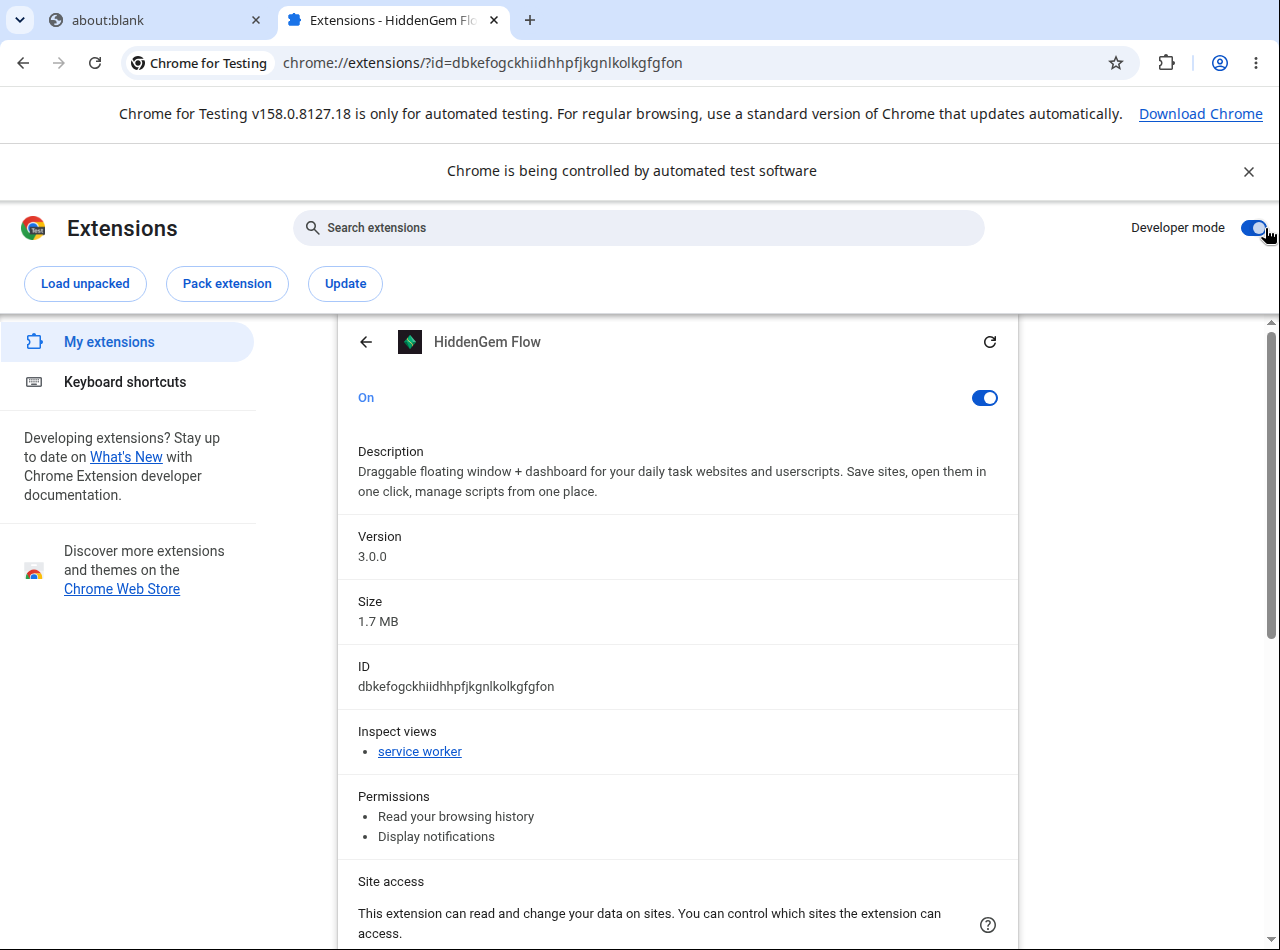 about:blank
Extensions - HiddenGem Flo
Chrome for Testing
chrome://extensions/?id=dbkefogckhiidhhpfjkgnlkolkgfgfon
Chrome for Testing v158.0.8127.18 is only for automated testing. For regular browsing, use a standard version of Chrome that updates automatically. Download Chrome
Chrome is being controlled by automated test software
Test
Extensions
Search extensions
Developer mode
Load unpacked
Pack extension
Update
My extensions
Keyboard shortcuts
Developing extensions? Stay up
to date on What's New with
Chrome Extension developer
documentation.
Discover more extensions
and themes on the
Chrome Web Store
HiddenGem Flow
On
Description
Draggable floating window + dashboard for your daily task websites and userscripts. Save sites, open them in
one click, manage scripts from one place.
Version
3.0.0
Size
1.7 MB
ID
dbkefogckhiidhhpfjkgnlkolkgfgfon
Inspect views
• service worker
Permissions
• Read your browsing history
• Display notifications
Site access
This extension can read and change your data on sites. You can control which sites the extension can
access.